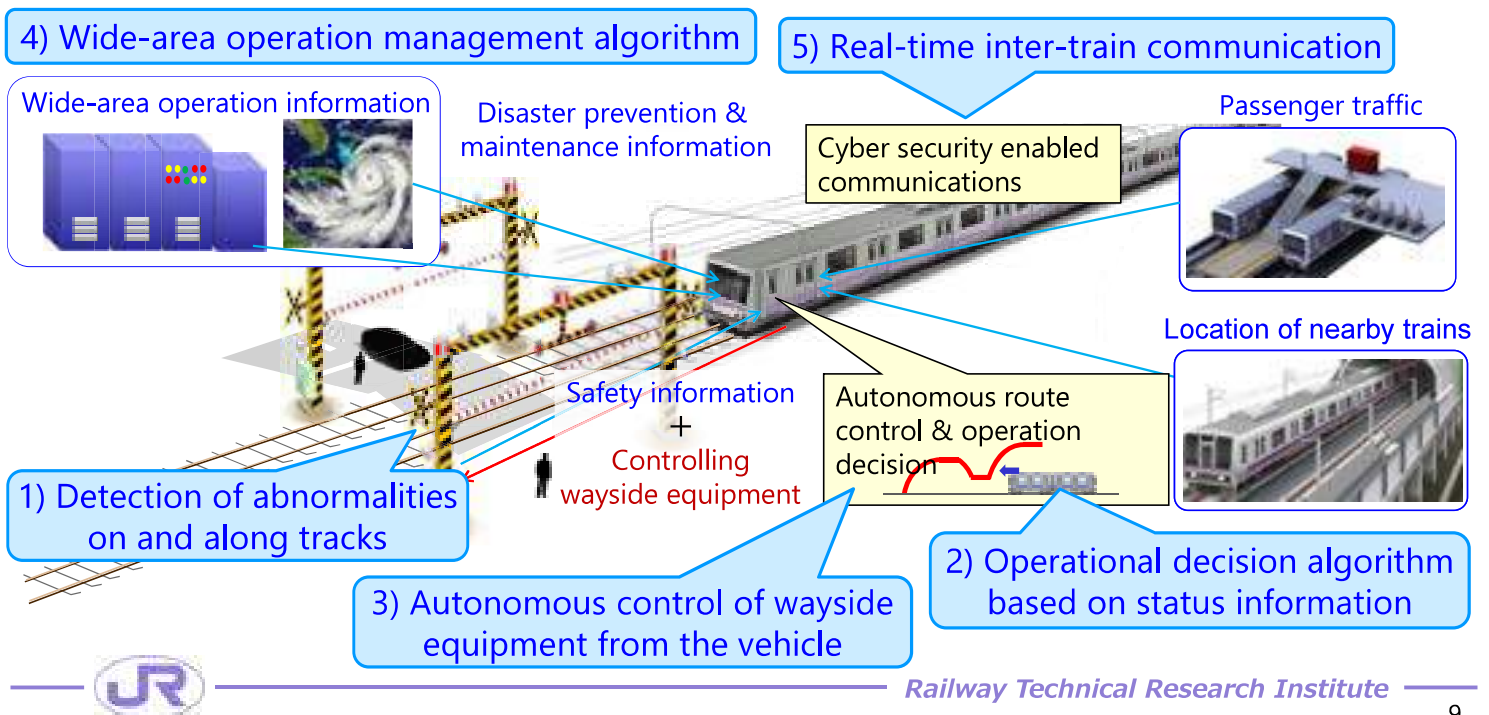 4) Wide-area operation management algorithm
5) Real-time inter-train communication
Wide-area operation information
Disaster prevention &
maintenance information
Cyber security enabled
communications
Passenger traffic
Location of nearby trains
Safety information
+
Controlling
wayside equipment
Autonomous route
control & operation
decision
1) Detection of abnormalities
on and along tracks
2) Operational decision algorithm
based on status information
3) Autonomous control of wayside
equipment from the vehicle
JR
Railway Technical Research Institute
9